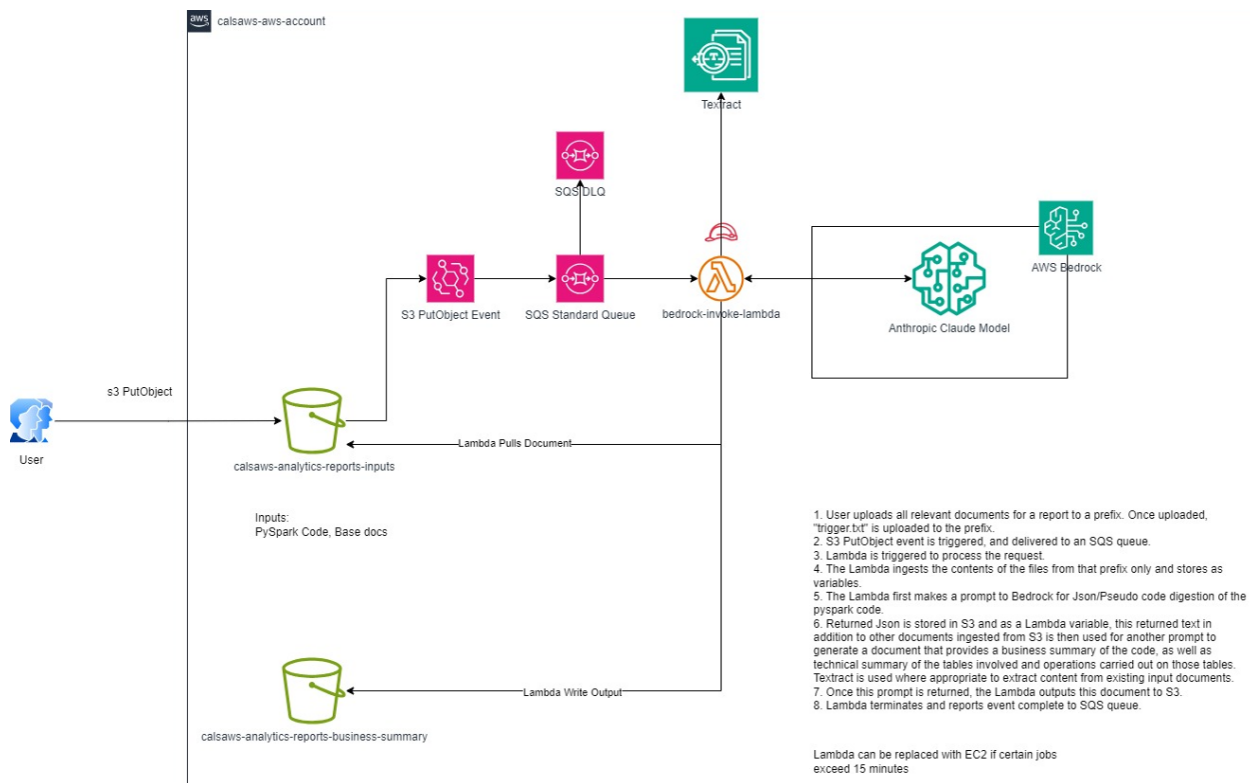 aws
calsaws-aws-account
Textract
SQS DLQ
AWS Bedrock
S3 PutObject Event
SQS Standard Queue
bedrock-invoke-lambda
Anthropic Claude Model
s3 PutObject
User
Lambda Pulls Document
calsaws-analytics-reports-inputs
Inputs:
PySpark Code, Base docs
Lambda Write Output
calsaws-analytics-reports-business-summary
1. User uploads all relevant documents for a report to a prefix. Once uploaded,
"trigger.txt" is uploaded to the prefix.
2. S3 PutObject event is triggered, and delivered to an SQS queue.
3. Lambda is triggered to process the request.
4. The Lambda ingests the contents of the files from that prefix only and stores as
variables.
5. The Lambda first makes a prompt to Bedrock for Json/Pseudo code digestion of the
pyspark code.
6. Returned Json is stored in S3 and as a Lambda variable, this returned text in
addition to other documents ingested from S3 is then used for another prompt to
generate a document that provides a business summary of the code, as well as
technical summary of the tables involved and operations carried out on those tables.
Textract is used where appropriate to extract content from existing input documents.
7. Once this prompt is returned, the Lambda outputs this document to S3.
8. Lambda terminates and reports event complete to SQS queue.
Lambda can be replaced with EC2 if certain jobs
exceed 15 minutes